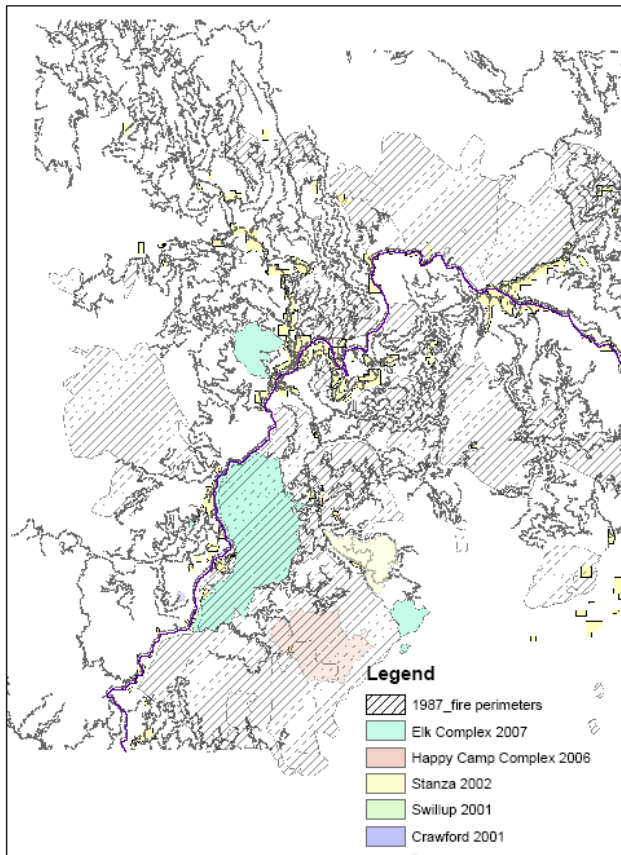 Legend
1987_fire perimeters
Elk Complex 2007
Happy Camp Complex 2006
Stanza 2002
Swillup 2001
Crawford 2001